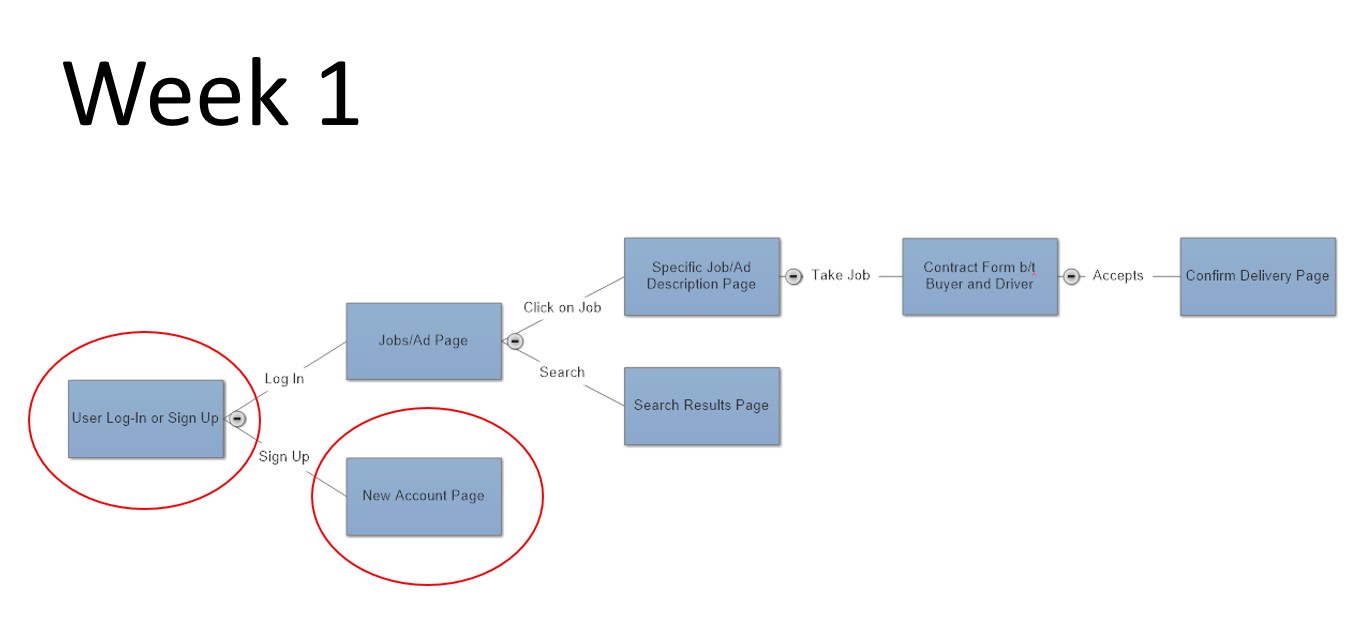 Week 1
Specific Job/Ad
Description Page
Take Job
Contract Form b/t
Buyer and Driver
Accepts
Confirm Delivery Page
Click on Job
Jobs/Ad Page
Search
Log In
Search Results Page
User Log-In or Sign Up
Sign Up
New Account Page